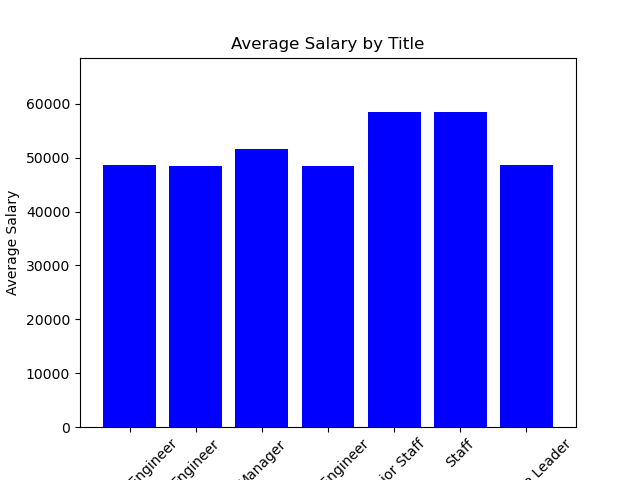 Average Salary by Title
Average Salary
60000
50000
40000
30000
20000
10000
0
Engineer
Engineer
Manager
Engineer
Staff
Staff
Leader